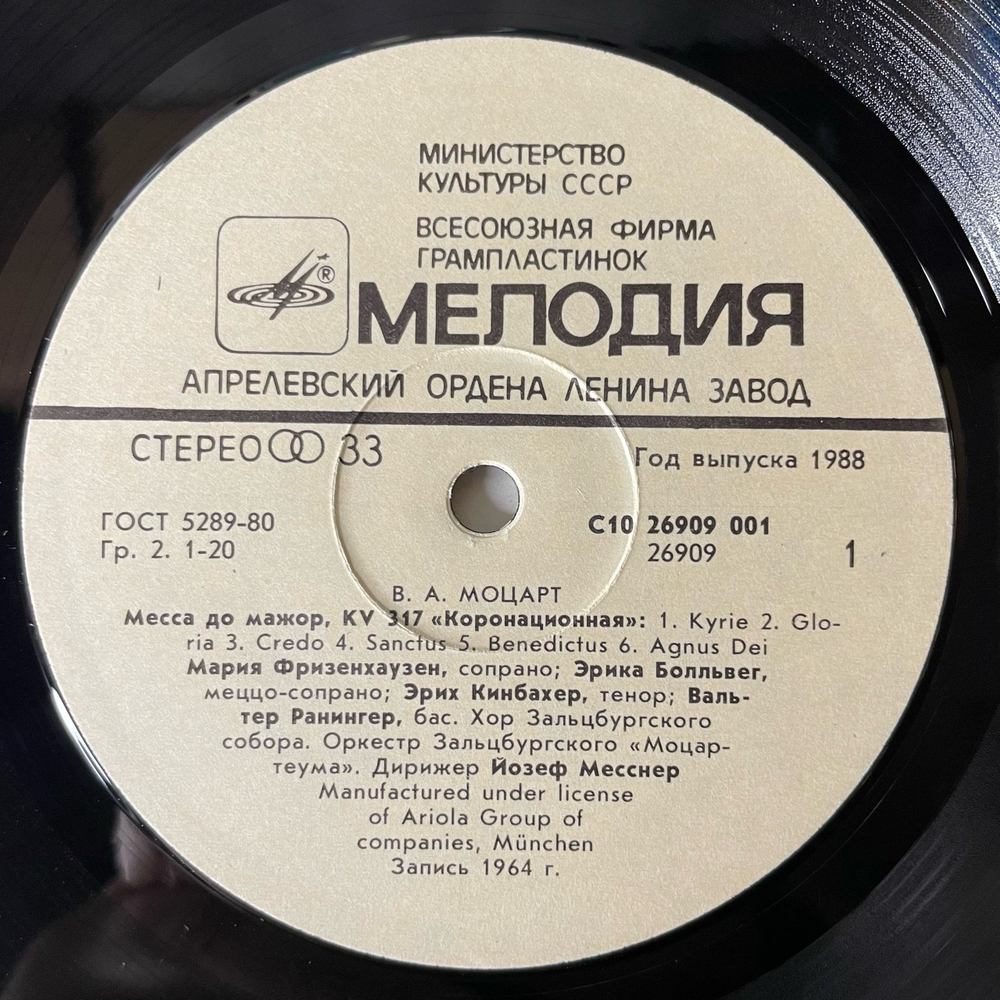 МИНИСТЕРСТВО
КУЛЬТУРЫ СССР
ВСЕСОЮЗНАЯ ФИРМА
ГРАМПЛАСТИНОК
®
МЕЛОДИЯ
АПРЕЛЕВСКИЙ ОРДЕНА ЛЕНИНА ЗАВОД
СТЕРЕО 33
Год выпуска 1988
ГОСТ 5289-80
Гр. 2. 1-20
С10 26909 001
26909
1
В. А. МОЦАРТ
Месса до мажор, KV 317 «Коронационная»: 1. Kyrie 2. Glo-
ria 3. Credo 4. Sanctus 5. Benedictus 6. Agnus Dei
Мария Фризенхаузен, сопрано; Эрика Болльвег,
меццо-сопрано; Эрих Кинбахер, тенор; Валь-
тер Ранингер, бас. Хор Зальцбургского
собора. Оркестр Зальцбургского «Моцар-
теума». Дирижер Йозеф Месснер
Manufactured under license
of Ariola Group of
companies, München
Запись 1964 г.